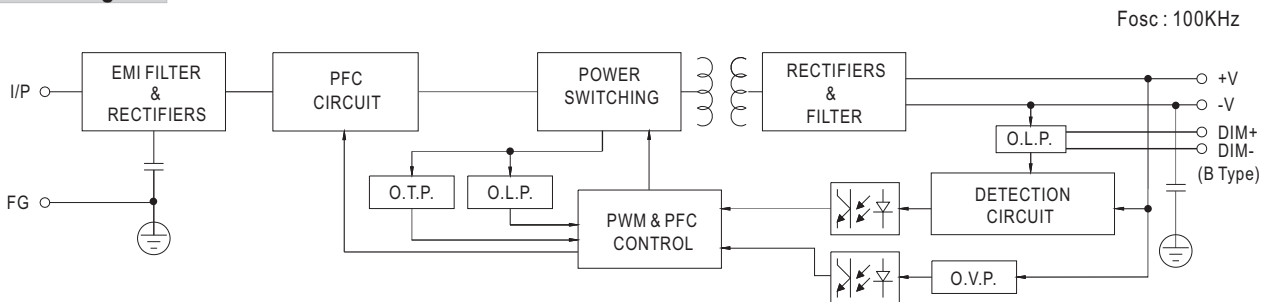 Fosc : 100KHz
I/P
EMI FILTER
&
RECTIFIERS
PFC
CIRCUIT
POWER
SWITCHING
RECTIFIERS
&
FILTER
+V
-V
DIM+
DIM-
(B Type)
O.L.P.
FG
O.T.P.
O.L.P.
PWM & PFC
CONTROL
DETECTION
CIRCUIT
O.V.P.